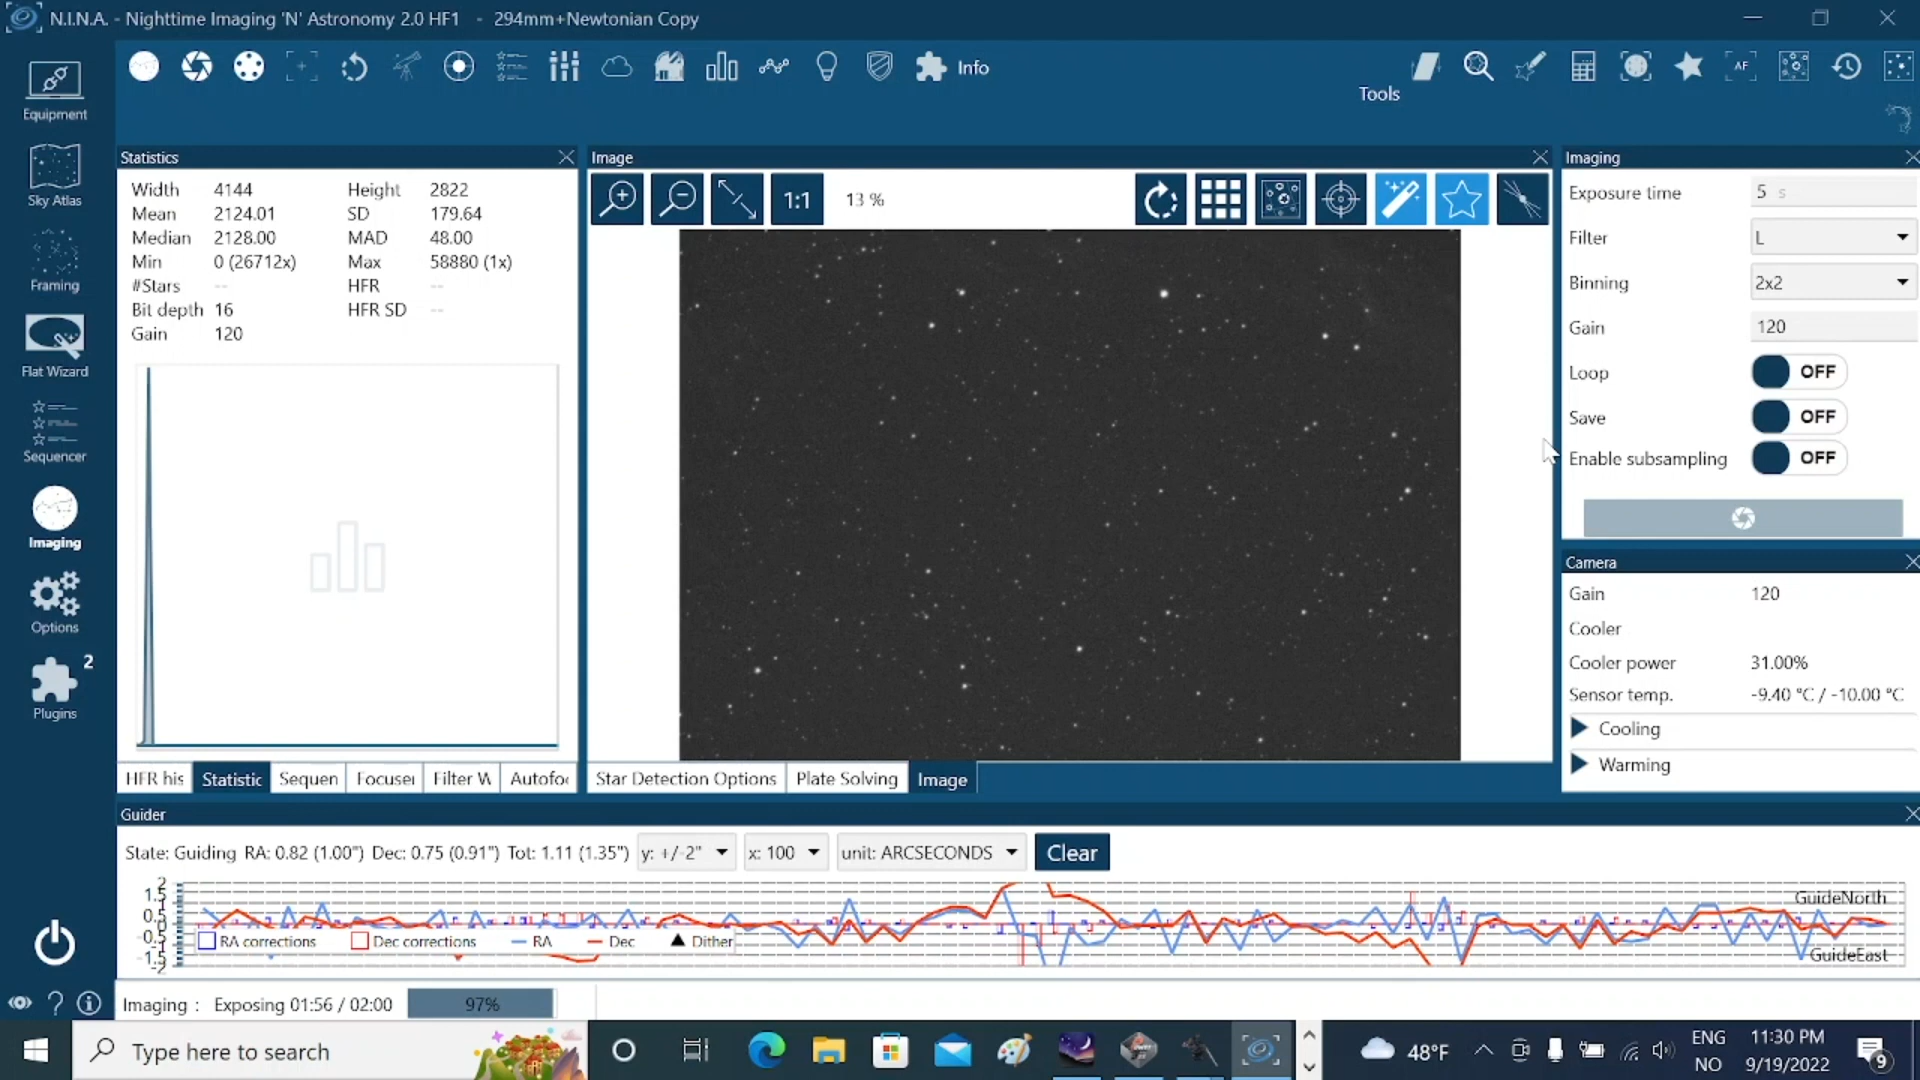 N.I.N.A. - Nighttime Imaging 'N' Astronomy 2.0 HF1 - 294mm+Newtonian Copy
Equipment
Sky Atlas
Framing
Flat Wizard
Sequencer
Imaging
Options
2
Plugins
Info
AF
Tools
Statistics
Width 4144 Height 2822
Mean 2124.01 SD 179.64
Median 2128.00 MAD 48.00
Min 0 (26712x) Max 58880 (1x)
#Stars -- HFR --
Bit depth 16 HFR SD --
Gain 120
HFR his Statistic Sequen Focuser Filter W Autofo
Image
1:1 13 %
Star Detection Options Plate Solving Image
Imaging
Exposure time 5 s
Filter L
Binning 2x2
Gain 120
Loop OFF
Save OFF
Enable subsampling OFF
Camera
Gain 120
Cooler
Cooler power 31.00%
Sensor temp. -9.40 °C / -10.00 °C
Cooling
Warming
Guider
State: Guiding RA: 0.82 (1.00") Dec: 0.75 (0.91") Tot: 1.11 (1.35") y: +/-2" x: 100 unit: ARCSECONDS Clear
2
1.5
1
0.5
0
-0.5
-1.5
-2
GuideNorth
RA corrections Dec corrections RA Dec Dither
GuideEast
Imaging : Exposing 01:56 / 02:00 97%
Type here to search
48°F
ENG
NO
11:30 PM
9/19/2022
9